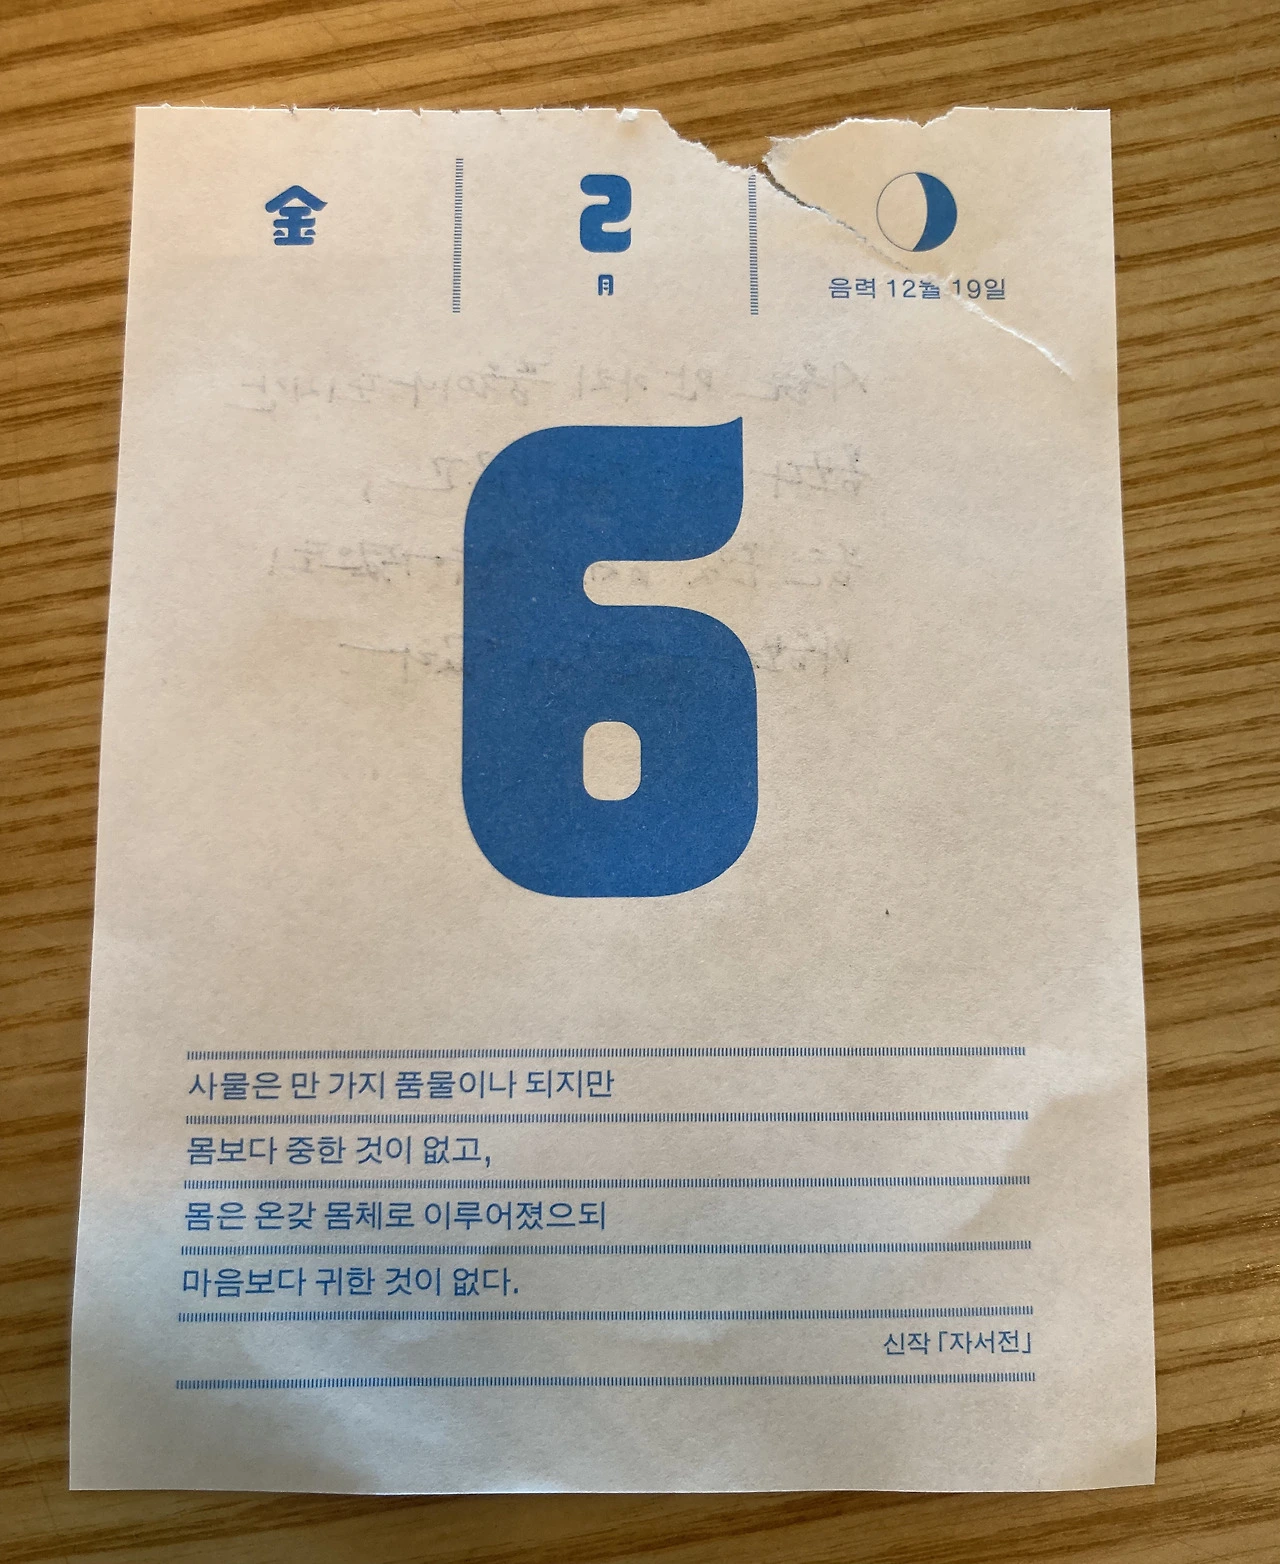 金
2
月
음력 12월 19일
6
사물은 만 가지 품물이나 되지만
몸보다 중한 것이 없고,
몸은 온갖 몸체로 이루어졌으되
마음보다 귀한 것이 없다.
신작 「자서전」